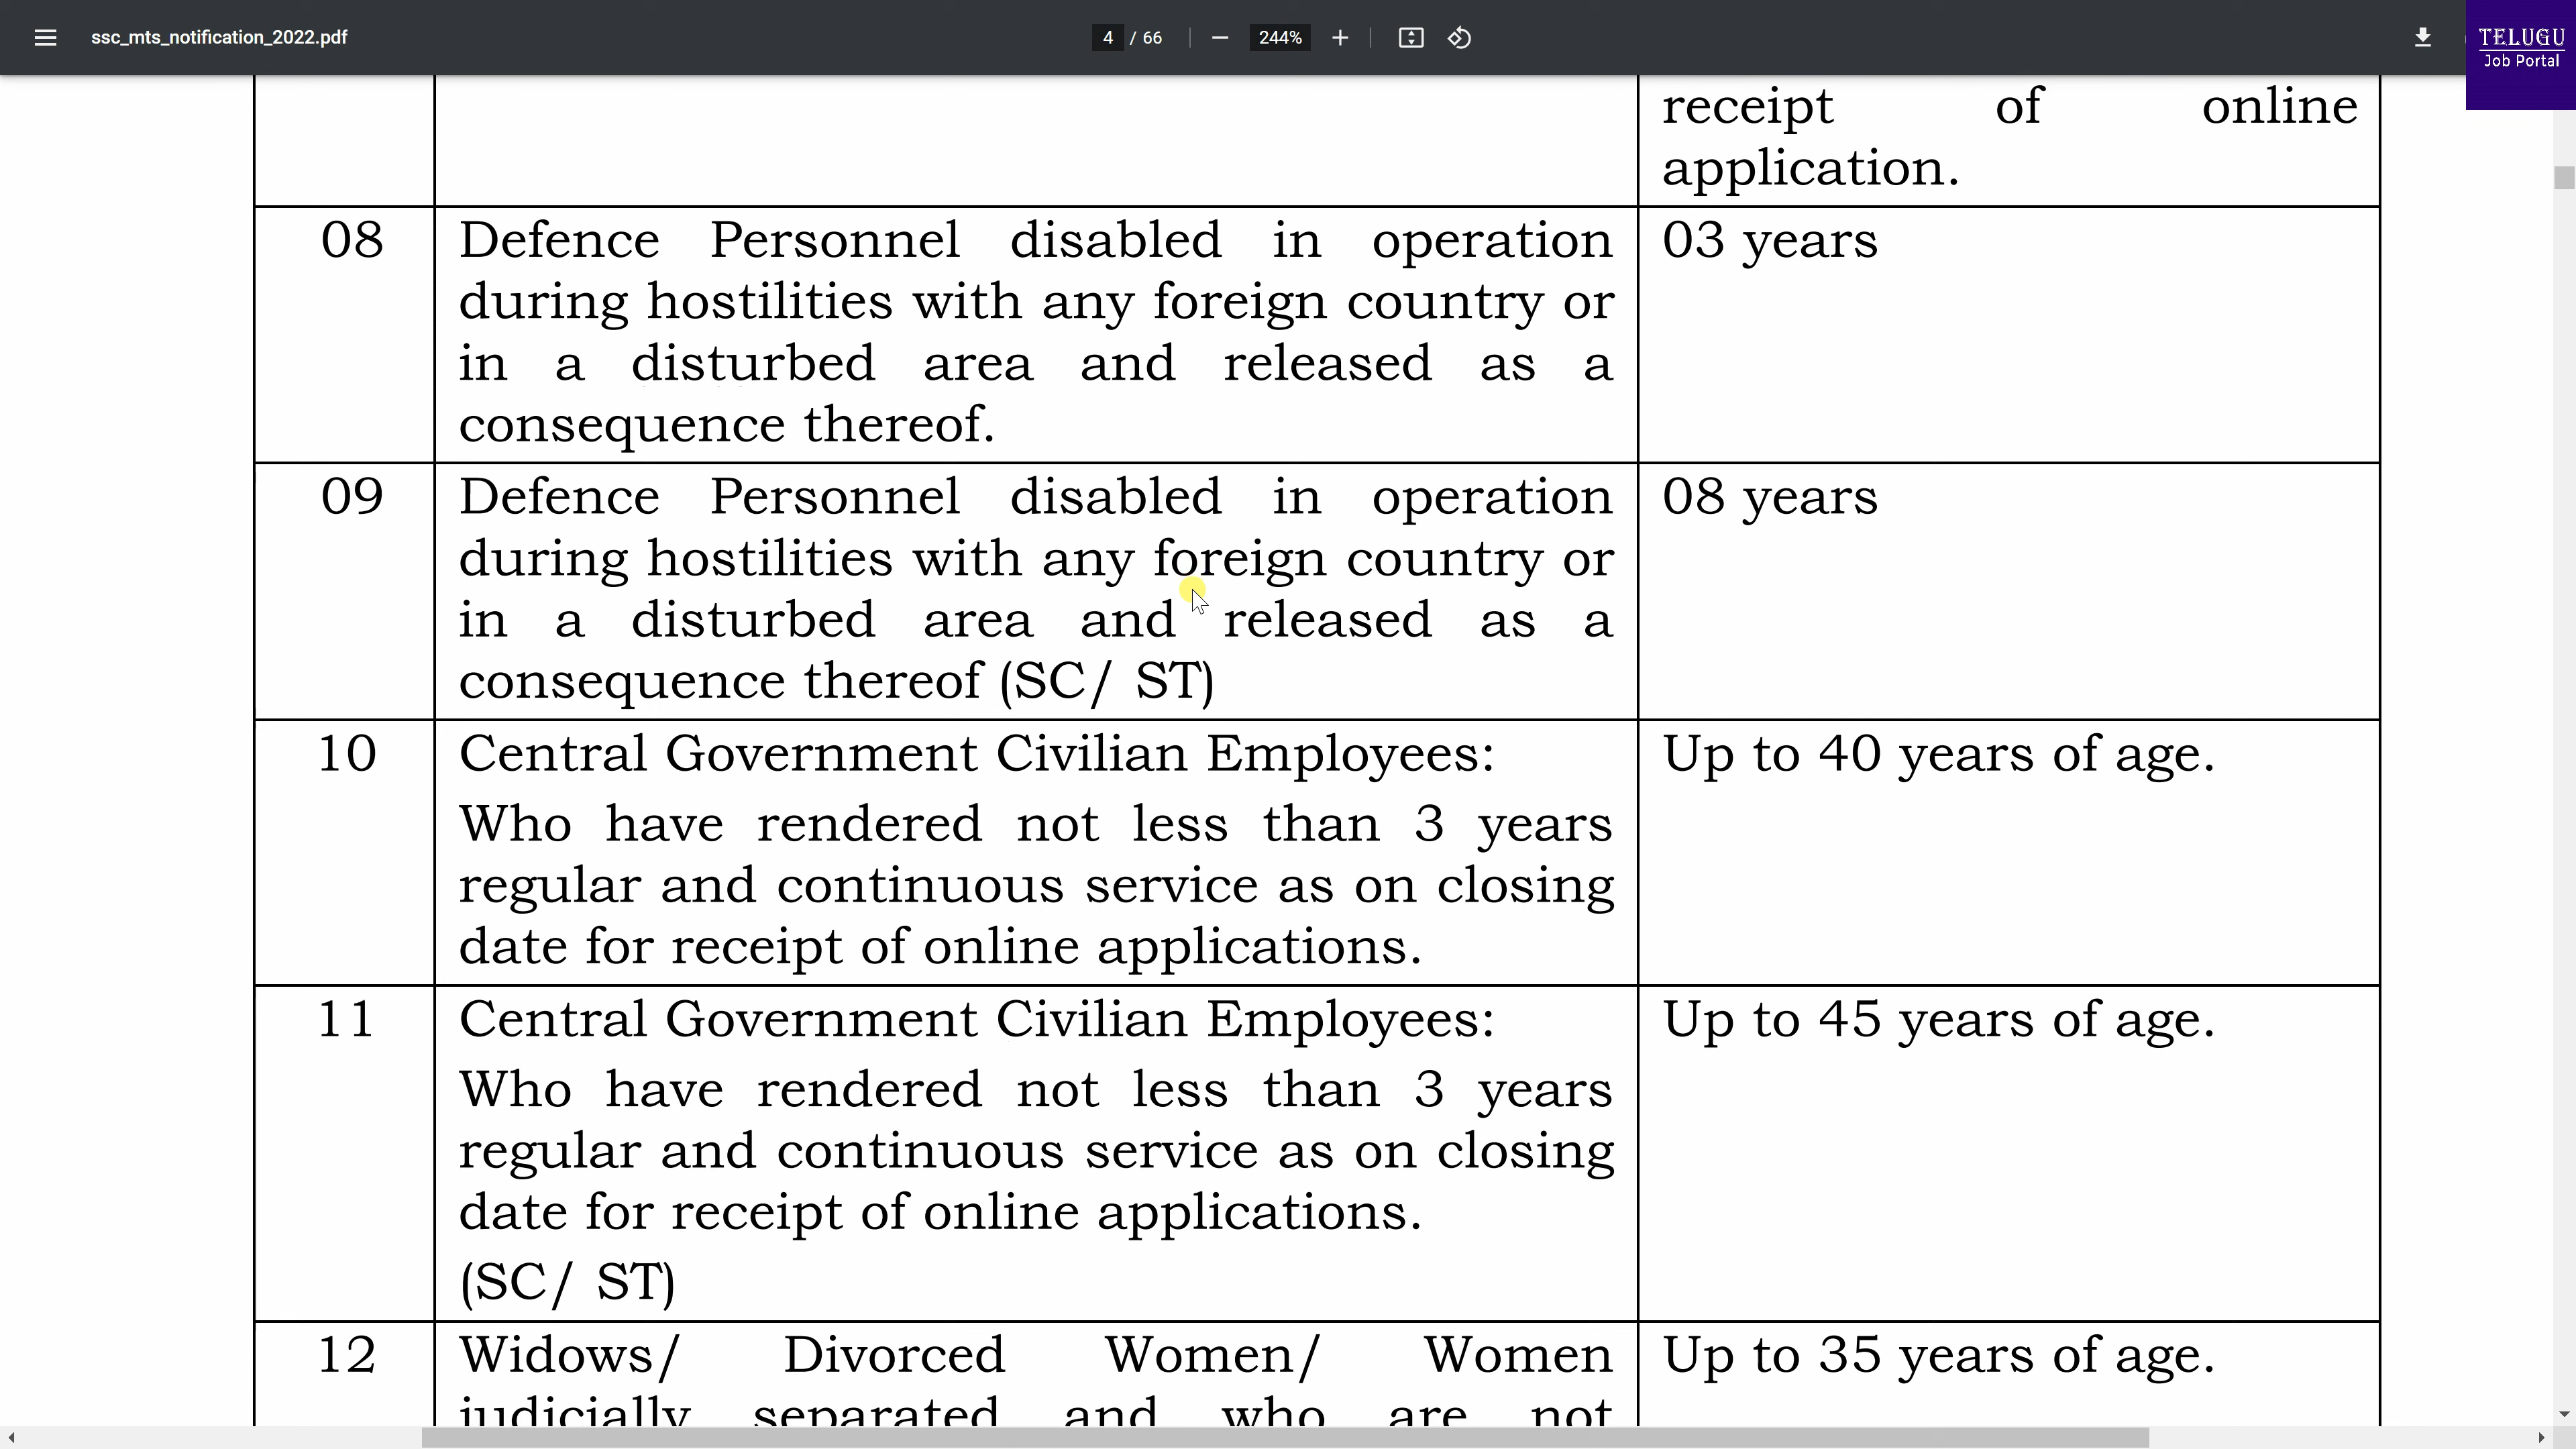 ssc_mts_notification_2022.pdf
4 / 66
244%
TELUGU
Job Portal
receipt of online
application.
08 Defence Personnel disabled in operation 03 years
during hostilities with any foreign country or
in a disturbed area and released as a
consequence thereof.
09 Defence Personnel disabled in operation 08 years
during hostilities with any foreign country or
in a disturbed area and released as a
consequence thereof (SC/ ST)
10 Central Government Civilian Employees: Up to 40 years of age.
Who have rendered not less than 3 years
regular and continuous service as on closing
date for receipt of online applications.
11 Central Government Civilian Employees: Up to 45 years of age.
Who have rendered not less than 3 years
regular and continuous service as on closing
date for receipt of online applications.
(SC/ ST)
12 Widows/ Divorced Women/ Women Up to 35 years of age.
judicially separated and who are not